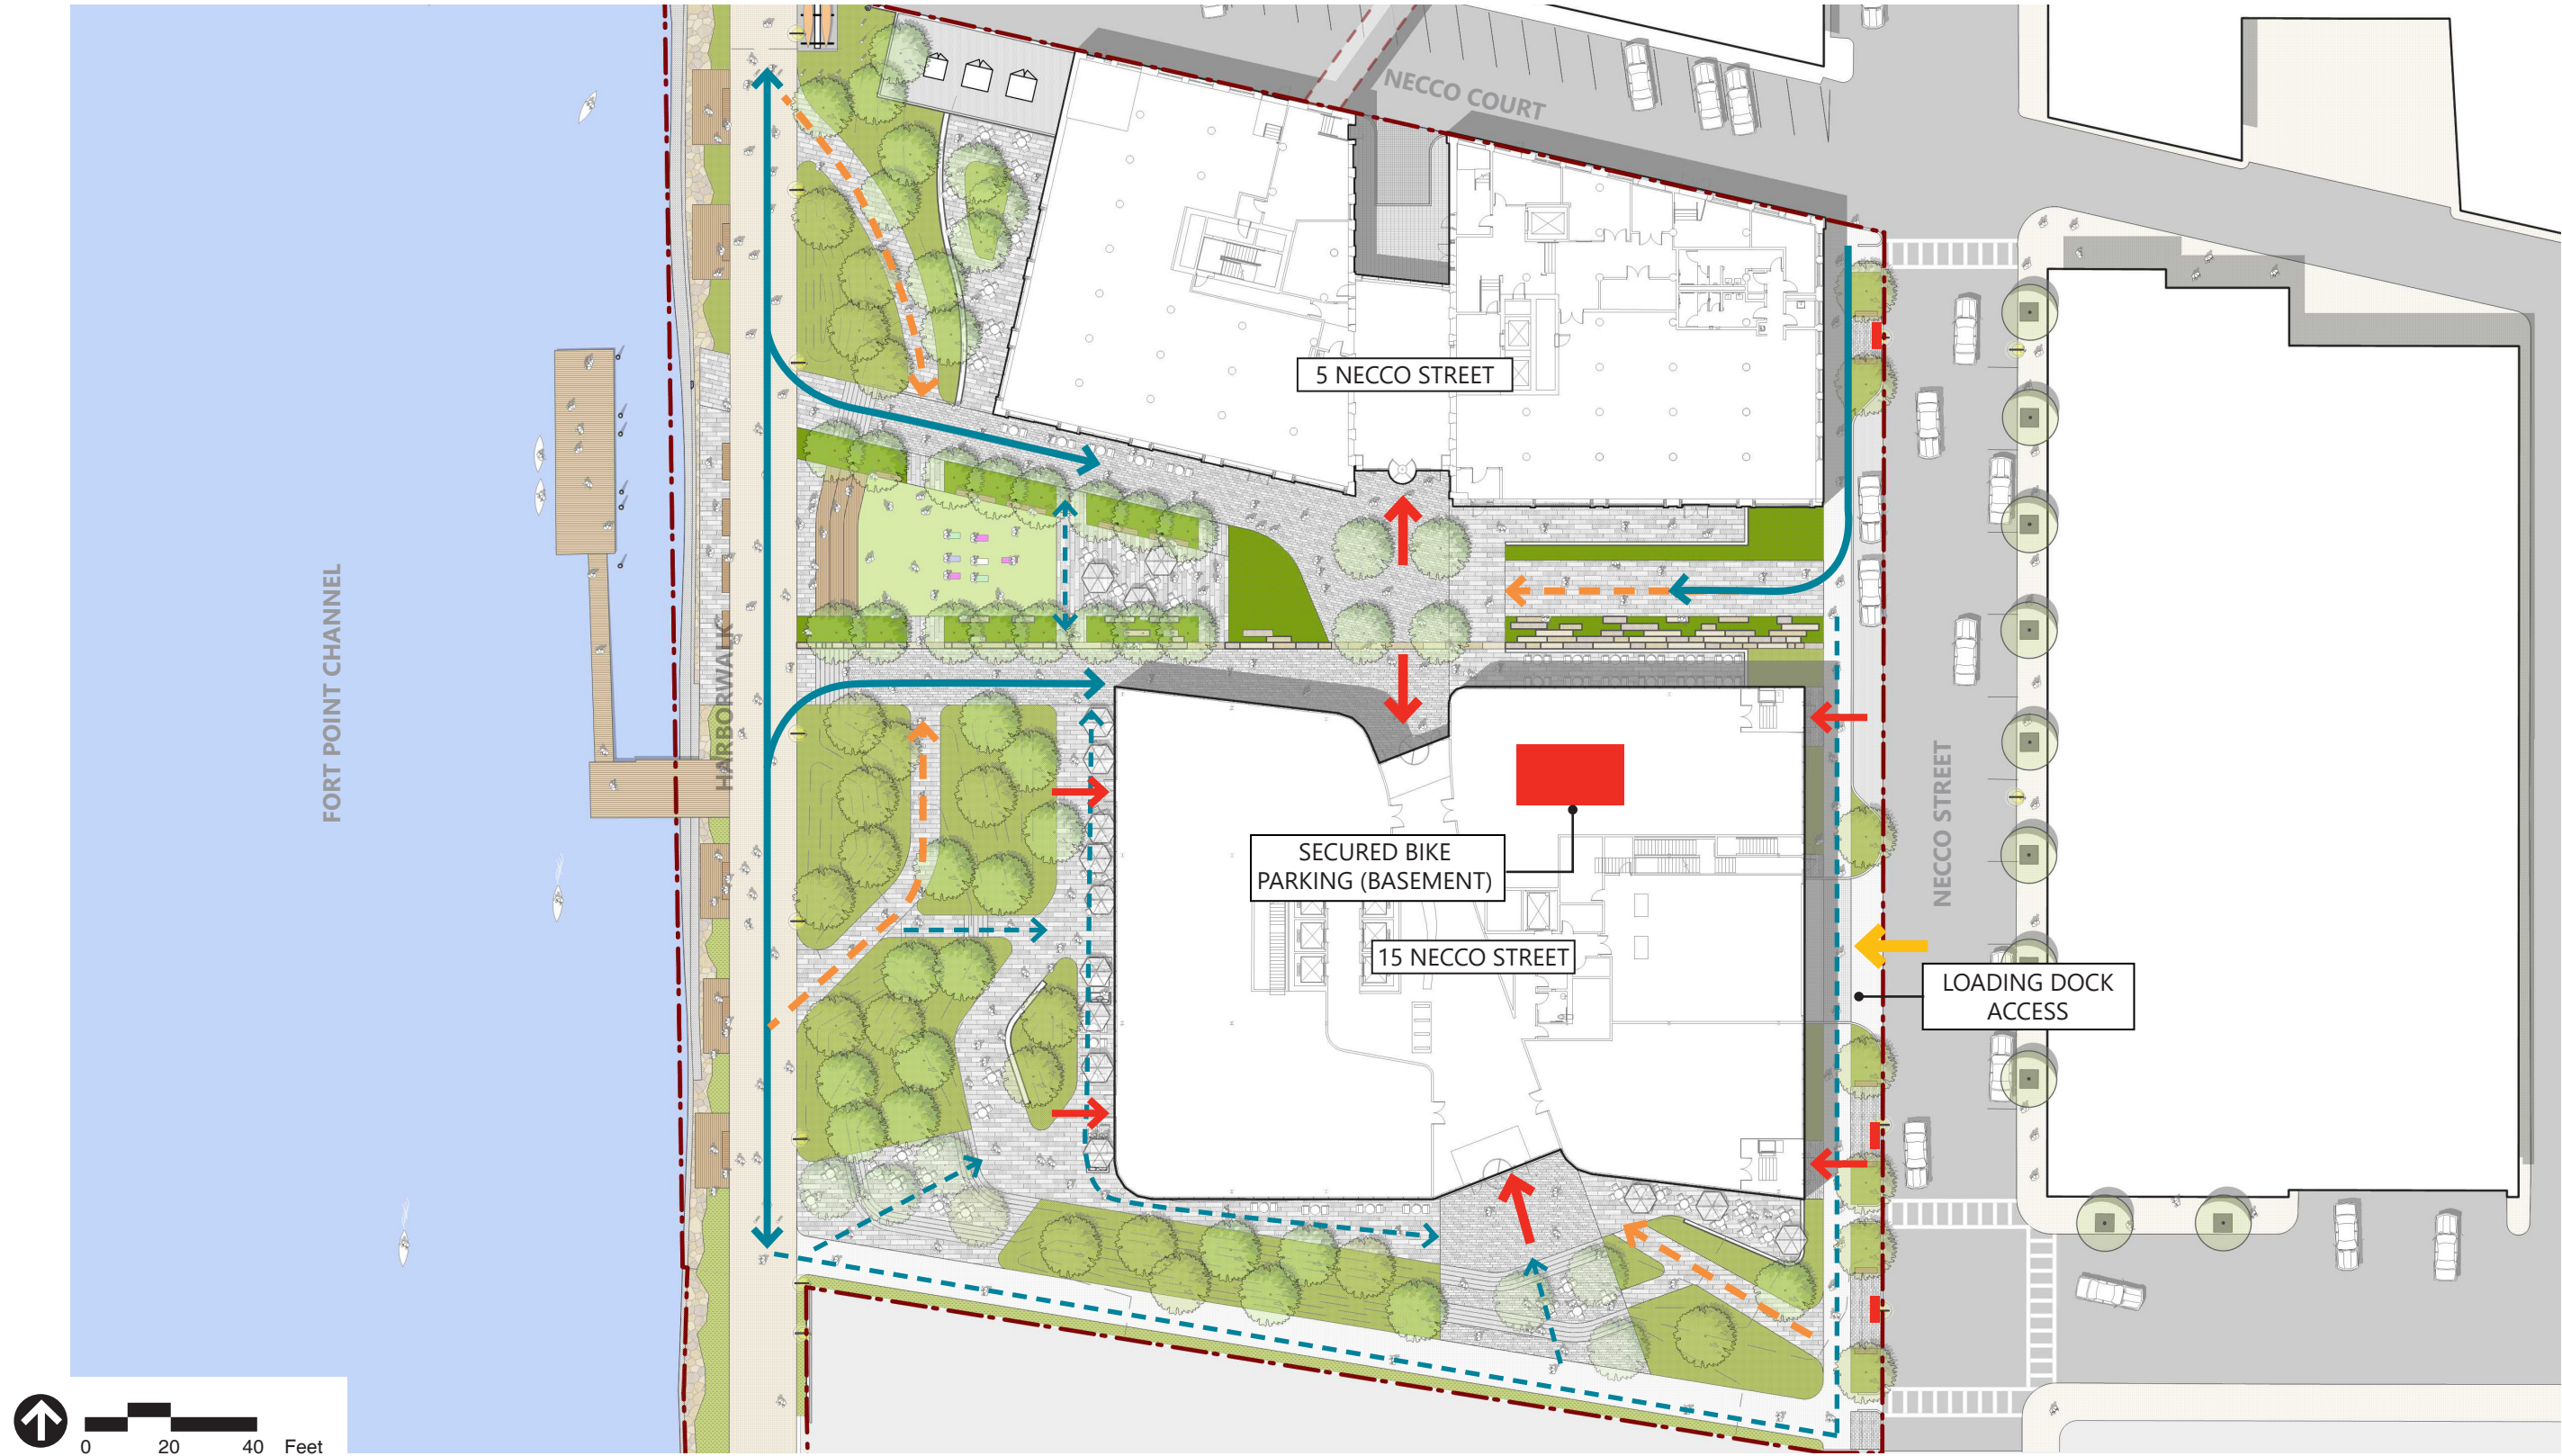 NECCO COURT
5 NECCO STREET
FORT POINT CHANNEL
HARBORWALK
NECCO STREET
SECURED BIKE
PARKING (BASEMENT)
15 NECCO STREET
LOADING DOCK
ACCESS
0 20 40 Feet